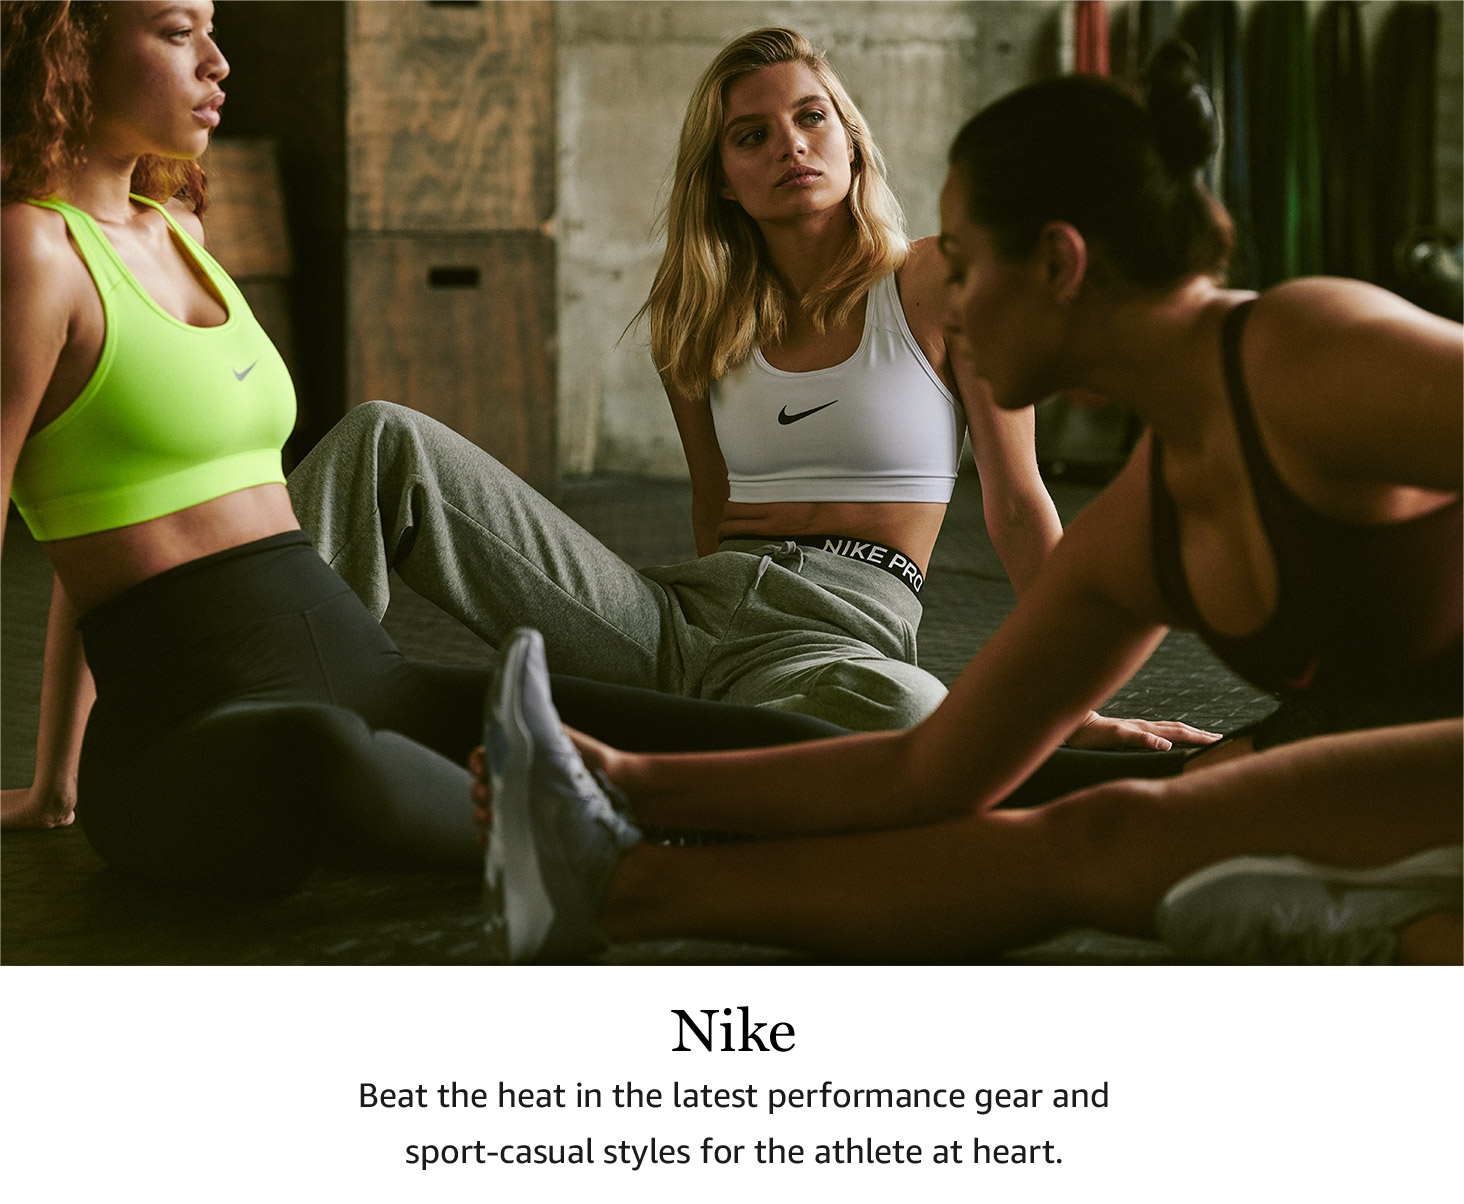 NIKE PRO
Nike
Beat the heat in the latest performance gear and
sport-casual styles for the athlete at heart.